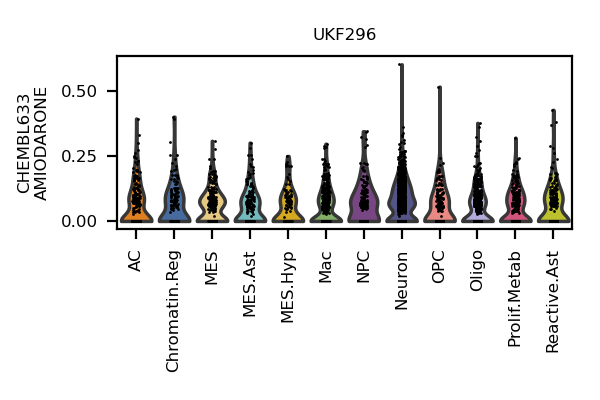 UKF296
CHEMBL633
AMIODARONE
0.50
0.25
0.00
AC
Chromatin.Reg
MES
MES.Ast
MES.Hyp
Mac
NPC
Neuron
OPC
Oligo
Prolif.Metab
Reactive.Ast